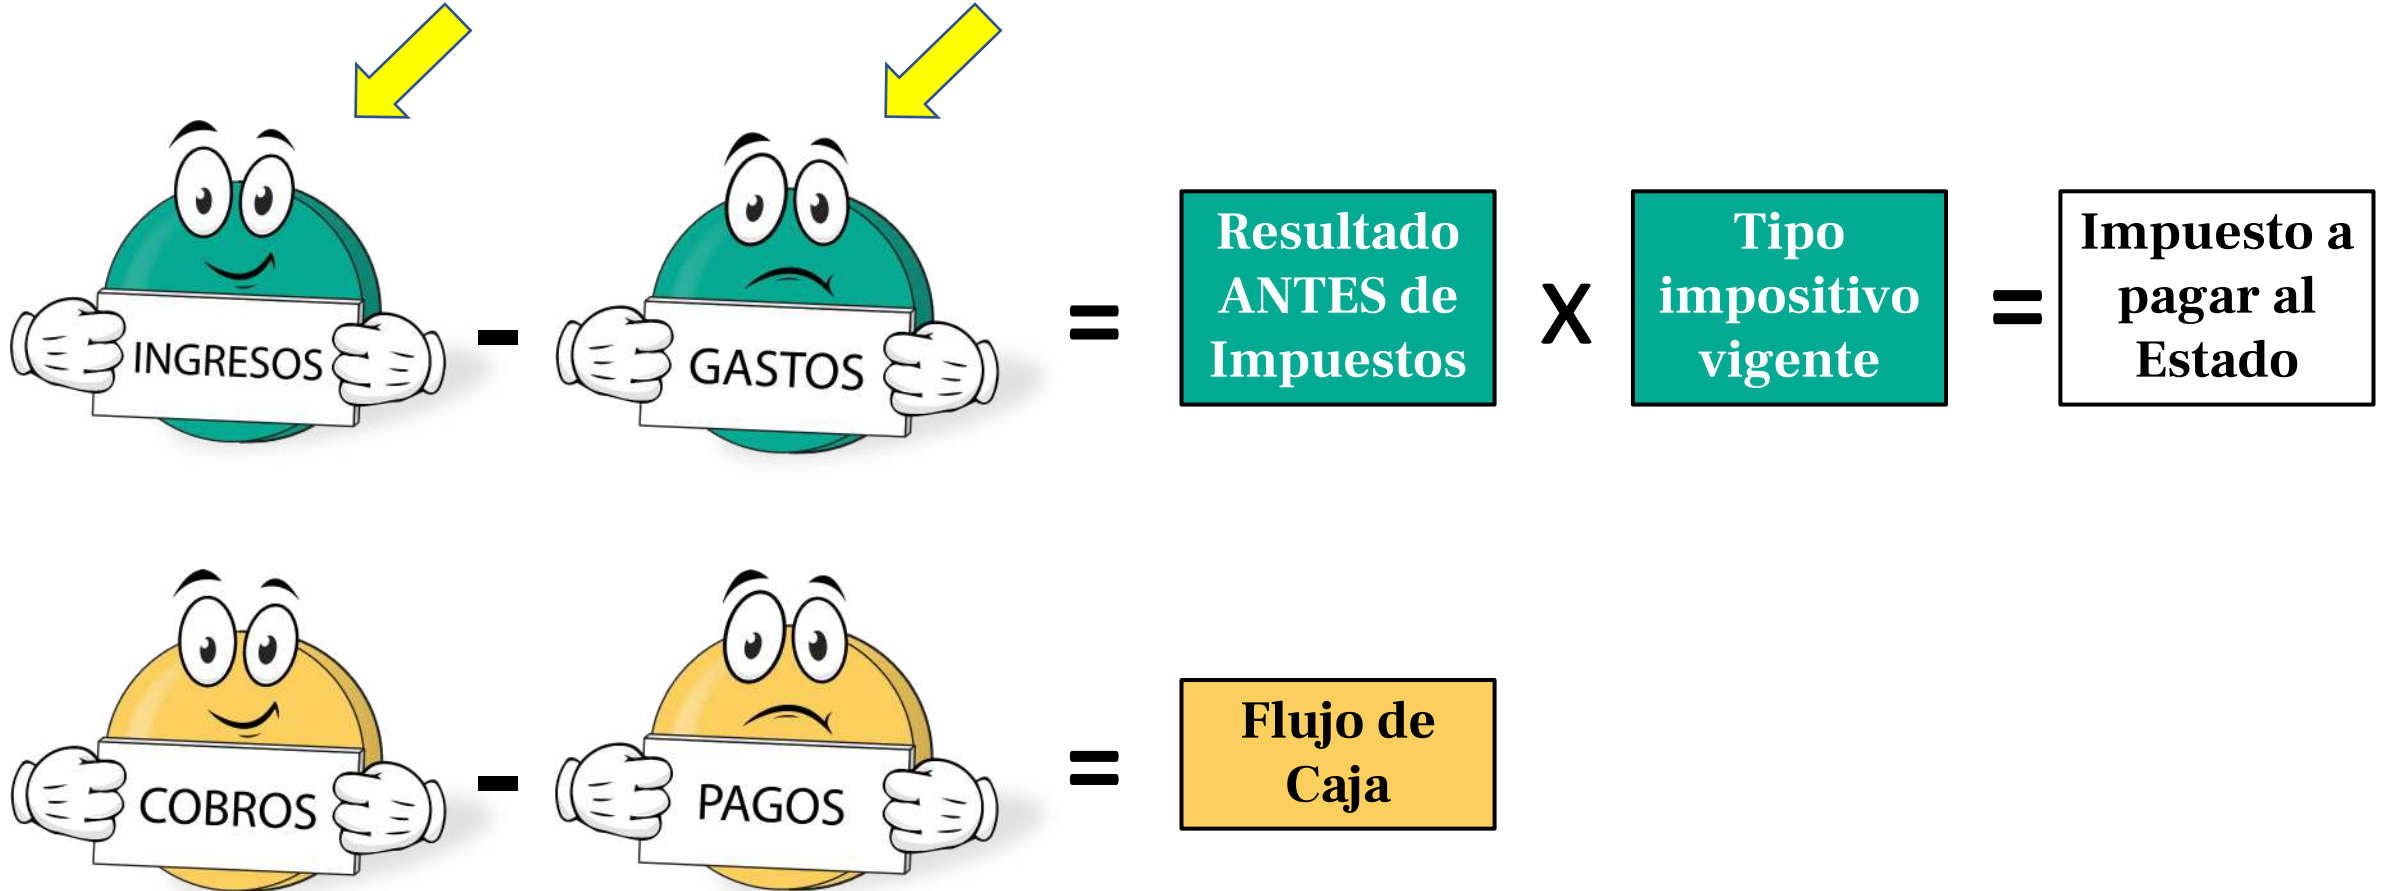 INGRESOS
-
GASTOS
=
Resultado
ANTES de
Impuestos
X
Tipo
impositivo
vigente
=
Impuesto a
pagar al
Estado
COBROS
-
PAGOS
=
Flujo de
Caja